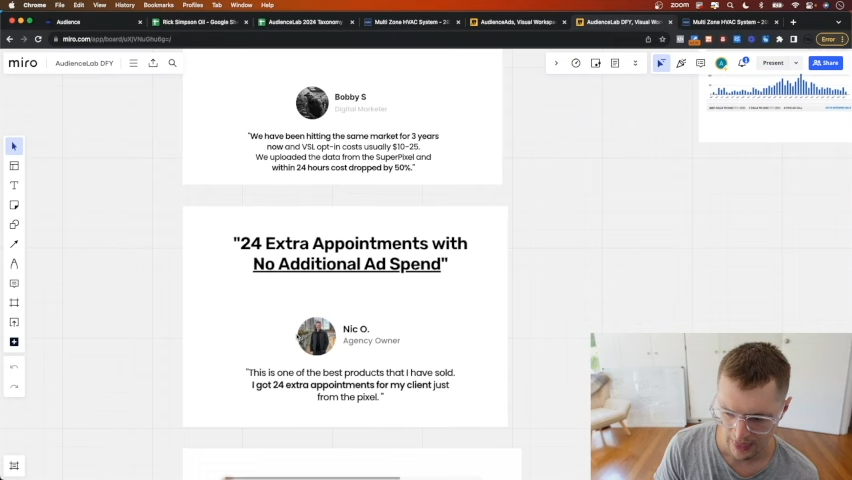 Chrome File Edit View History Bookmarks Profiles Tab Window Help
zoom
Audience
Rick Simpson Oil - Google She
AudienceLab 2024 Taxonomy
Multi Zone HVAC System - 20
AudienceAds, Visual Workspa
AudienceLab DFY, Visual Wor
Multi Zone HVAC System - 20
miro.com/app/board/uXjVNuGhu6g=/
Error
miro
AudienceLab DFY
Present
Share
Bobby S
Digital Marketer
"We have been hitting the same market for 3 years
now and VSL opt-in costs usually $10-25.
We uploaded the data from the SuperPixel and
within 24 hours cost dropped by 50%."
"24 Extra Appointments with
No Additional Ad Spend"
Nic O.
Agency Owner
"This is one of the best products that I have sold.
I got 24 extra appointments for my client just
from the pixel. "